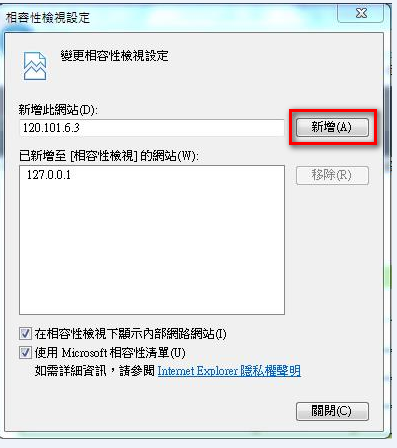 相容性檢視設定
變更相容性檢視設定
新增此網站(D):
120.101.6.3
新增(A)
已新增至 [相容性檢視] 的網站(W):
127.0.0.1
移除(R)
在相容性檢視下顯示內部網路網站(I)
使用 Microsoft 相容性清單(U)
如需詳細資訊，請參閱 Internet Explorer 隱私權聲明
關閉(C)